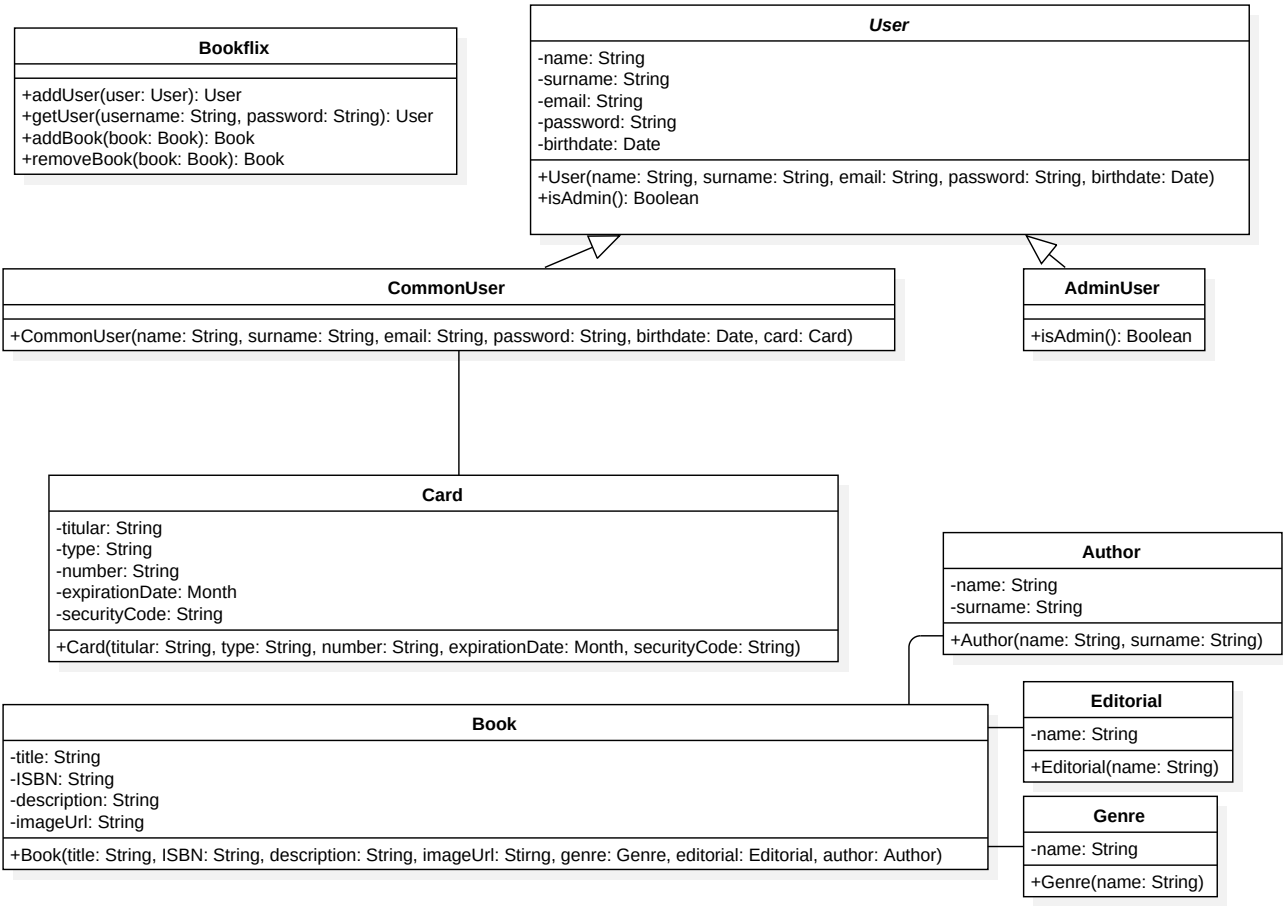 Bookflix
+addUser(user: User): User
+getUser(username: String, password: String): User
+addBook(book: Book): Book
+removeBook(book: Book): Book
User
-name: String
-surname: String
-email: String
-password: String
-birthdate: Date
+User(name: String, surname: String, email: String, password: String, birthdate: Date)
+isAdmin(): Boolean
CommonUser
+CommonUser(name: String, surname: String, email: String, password: String, birthdate: Date, card: Card)
AdminUser
+isAdmin(): Boolean
Card
-titular: String
-type: String
-number: String
-expirationDate: Month
-securityCode: String
+Card(titular: String, type: String, number: String, expirationDate: Month, securityCode: String)
Author
-name: String
-surname: String
+Author(name: String, surname: String)
Book
-title: String
-ISBN: String
-description: String
-imageUrl: String
+Book(title: String, ISBN: String, description: String, imageUrl: Stirng, genre: Genre, editorial: Editorial, author: Author)
Editorial
-name: String
+Editorial(name: String)
Genre
-name: String
+Genre(name: String)